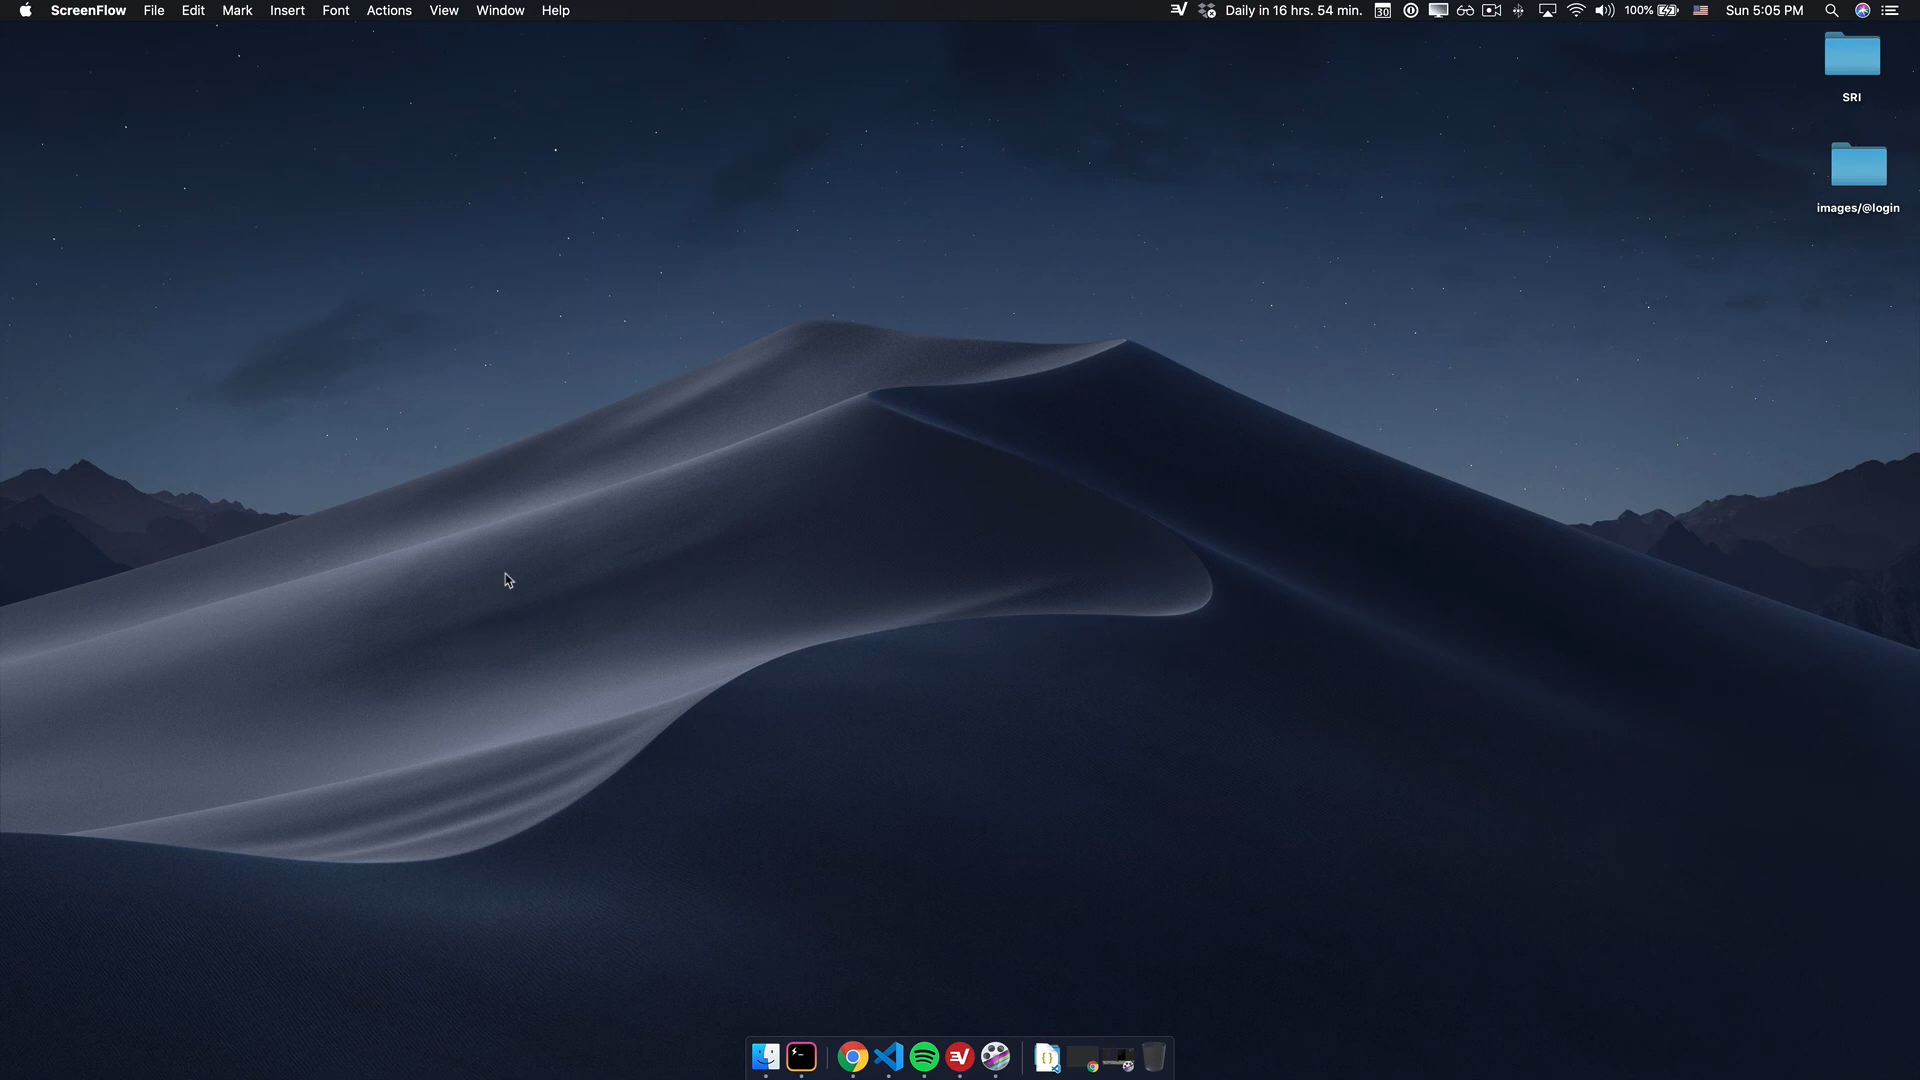 ScreenFlow File Edit Mark Insert Font Actions View Window Help Daily in 16 hrs. 54 min. 30 100% Sun 5:05 PM
SRI
images/@login